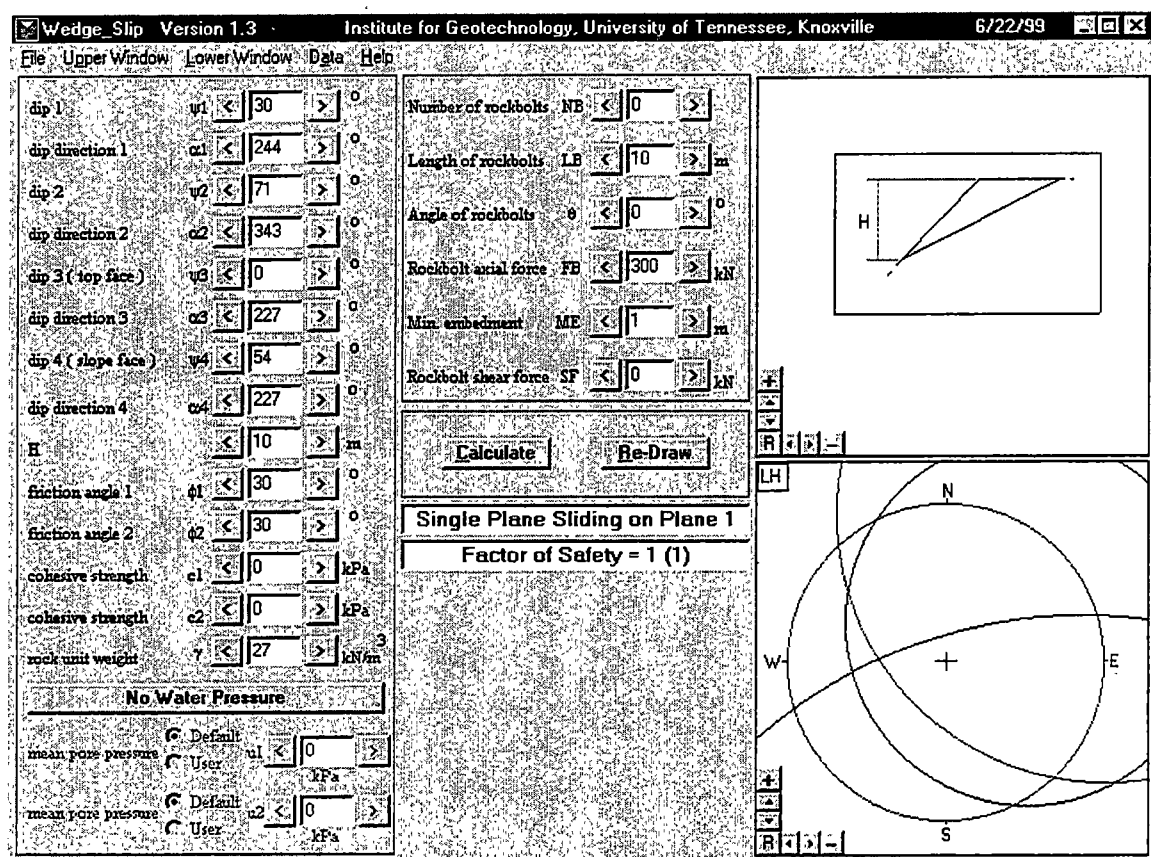 Wedge_Slip Version 1.3 Institute for Geotechnology, University of Tennessee, Knoxville 6/22/99
File Upper Window Lower Window Data Help
dip 1 ψ1 < 30 > o
dip direction 1 α1 < 244 > o
dip 2 ψ2 < 71 > o
dip direction 2 α2 < 343 > o
dip 3 ( top face ) ψ3 < 0 > o
dip direction 3 α3 < 227 > o
dip 4 ( slope face ) ψ4 < 54 > o
dip direction 4 α4 < 227 > o
H < 10 > m
friction angle 1 ϕ1 < 30 > o
friction angle 2 ϕ2 < 30 > o
cohesive strength c1 < 0 > kPa
cohesive strength c2 < 0 > kPa
rock unit weight γ < 27 > kN/m3
No Water Pressure
mean pore pressure Default User u1 < 0 > kPa
mean pore pressure Default User u2 < 0 > kPa
Number of rockbolts NB < 0 >
Length of rockbolts LB < 10 > m
Angle of rockbolts θ < 0 > o
Rockbolt axial force FB < 300 > kN
Min. embedment ME < 1 > m
Rockbolt shear force SF < 0 > kN
Calculate Re-Draw
Single Plane Sliding on Plane 1
Factor of Safety = 1 (1)
H
+
R < > -
LH
N
W + E
S
+
R < > -